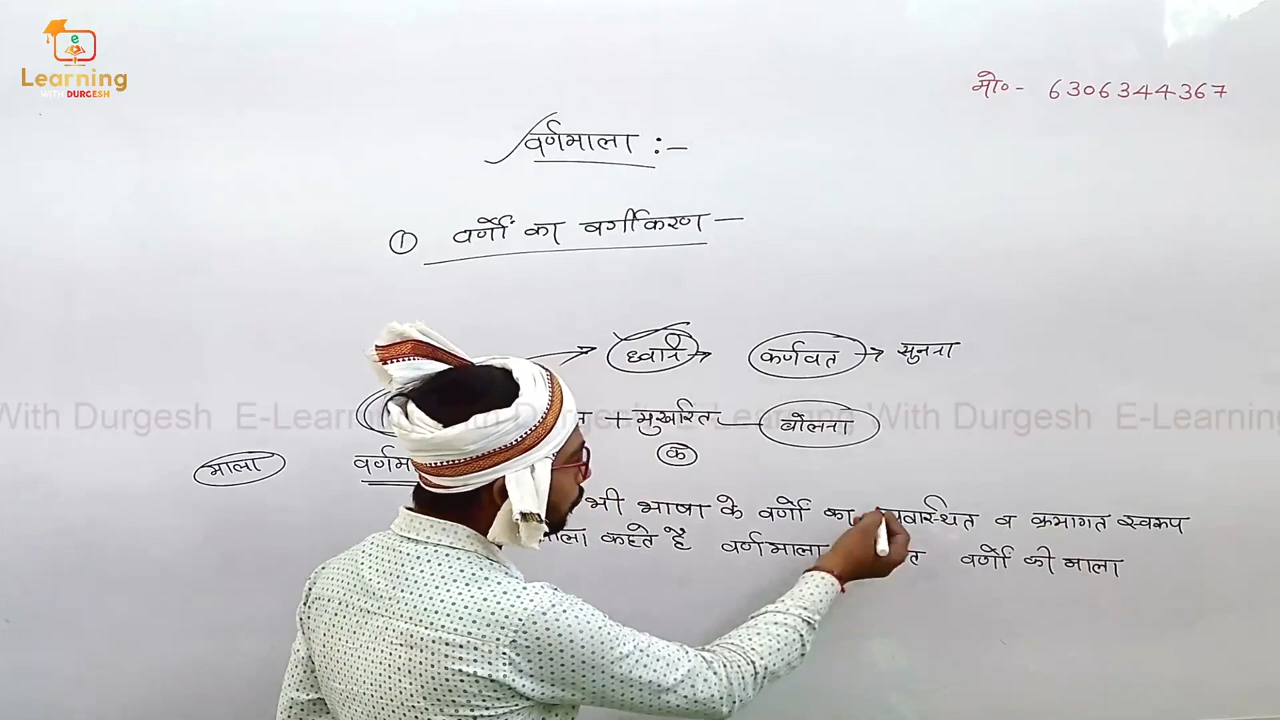 e
Learning
WITH DURGESH
मो०- 6306344367
वर्णमाला :-
① वर्णों का वर्गीकरण —
ध्वनि → कर्णवत → सुनना
+ मुखरित — बोलना
With Durgesh E-Learning With Durgesh E-Learning
क
माला
भी भाषा के वर्णो का व क्रमागत स्वरूप
कहते है वर्णमाला वर्णो की माला